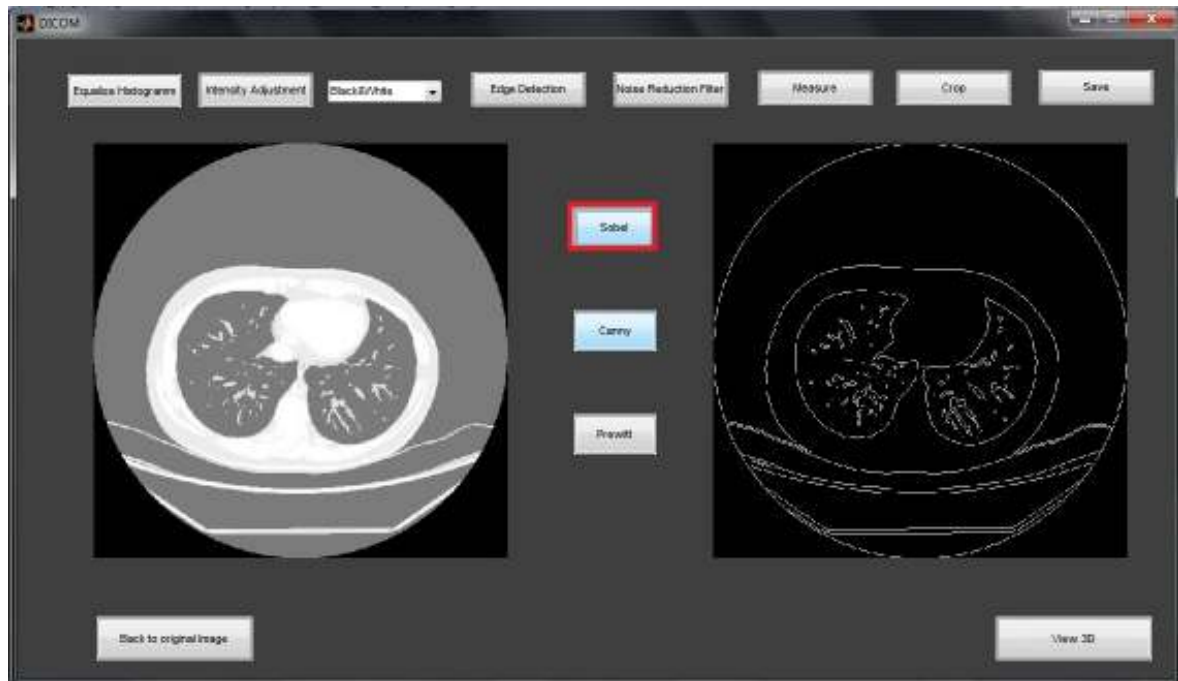 DICOM
Equalize Histogramm
Intensity Adjustment
Black&White
Edge Detection
Noise Reduction Filter
Measure
Crop
Save
Sobel
Canny
Prewitt
Back to original image
View 3D